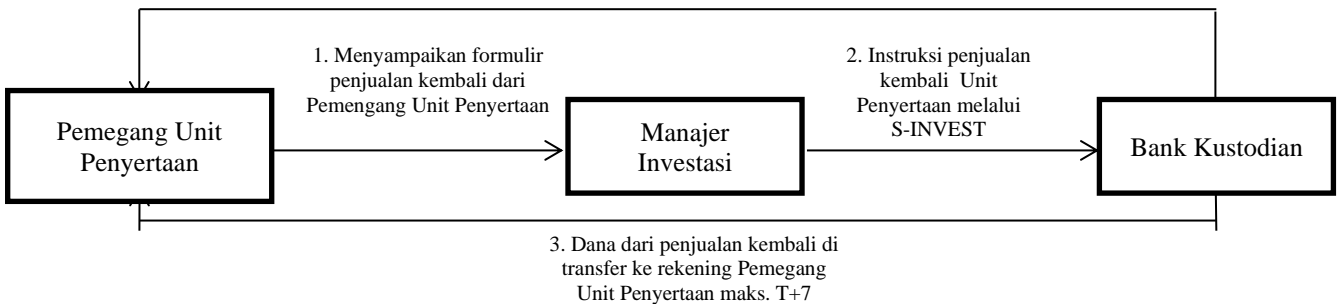 1. Menyampaikan formulir
penjualan kembali dari
Pemengang Unit Penyertaan
2. Instruksi penjualan
kembali Unit
Penyertaan melalui
S-INVEST
Pemegang Unit
Penyertaan
Manajer
Investasi
Bank Kustodian
3. Dana dari penjualan kembali di
transfer ke rekening Pemegang
Unit Penyertaan maks. T+7